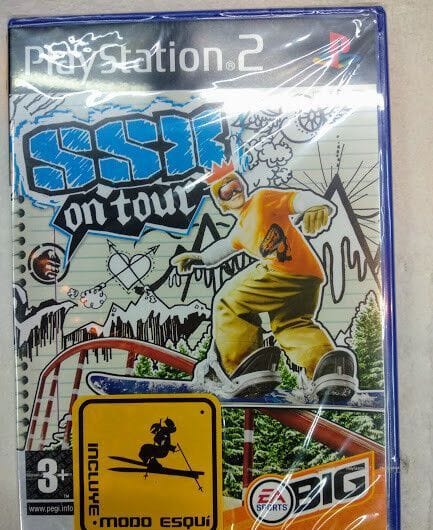 PlayStation®2
SSX
on tour
INCLUYE · MODO ESQUÍ
3+
www.pegi.info
EA
SPORTS
BIG